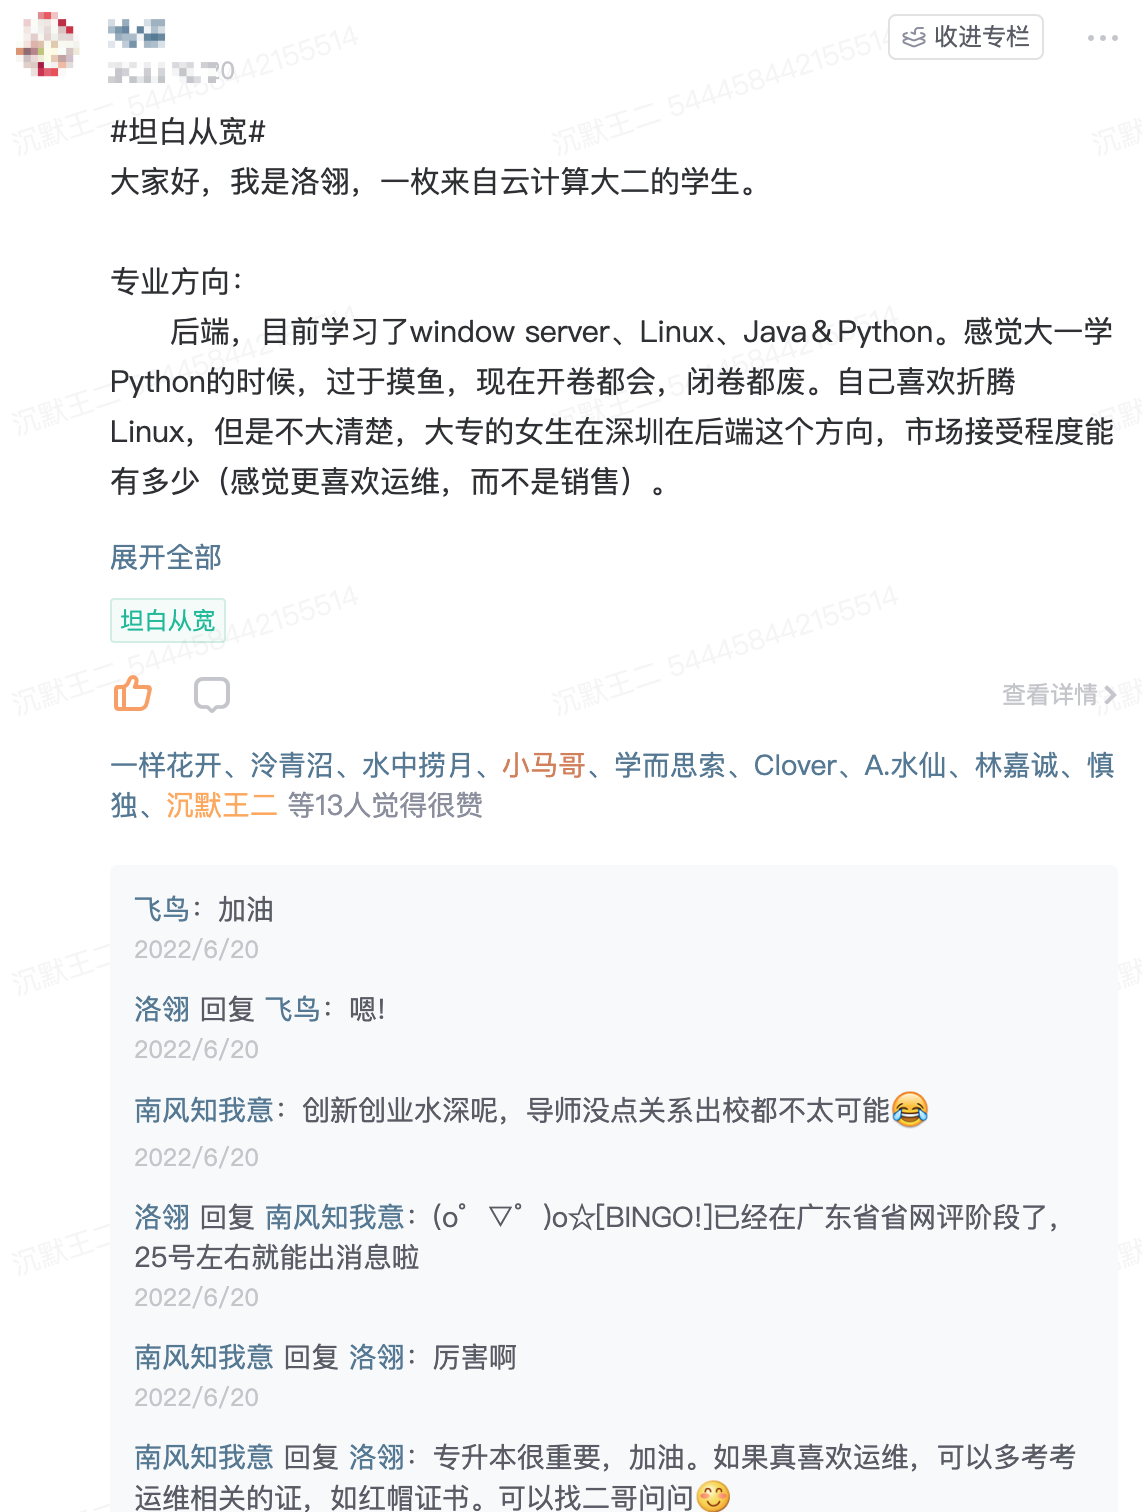 20
收进专栏
#坦白从宽#
大家好，我是洛翎，一枚来自云计算大二的学生。
专业方向：
后端，目前学习了window server、Linux、Java&Python。感觉大一学
Python的时候，过于摸鱼，现在开卷都会，闭卷都废。自己喜欢折腾
Linux，但是不大清楚，大专的女生在深圳在后端这个方向，市场接受程度能
有多少（感觉更喜欢运维，而不是销售）。
展开全部
坦白从宽
查看详情
一样花开、泠青沼、水中捞月、小马哥、学而思索、Clover、A.水仙、林嘉诚、慎
独、沉默王二 等13人觉得很赞
飞鸟：加油
2022/6/20
洛翎 回复 飞鸟：嗯!
2022/6/20
南风知我意：创新创业水深呢，导师没点关系出校都不太可能😂
2022/6/20
洛翎 回复 南风知我意：(o゜▽゜)o☆[BINGO!]已经在广东省省网评阶段了，
25号左右就能出消息啦
2022/6/20
南风知我意 回复 洛翎：厉害啊
2022/6/20
南风知我意 回复 洛翎：专升本很重要，加油。如果真喜欢运维，可以多考考
运维相关的证，如红帽证书。可以找二哥问问😊
沉默王二 544458442155514